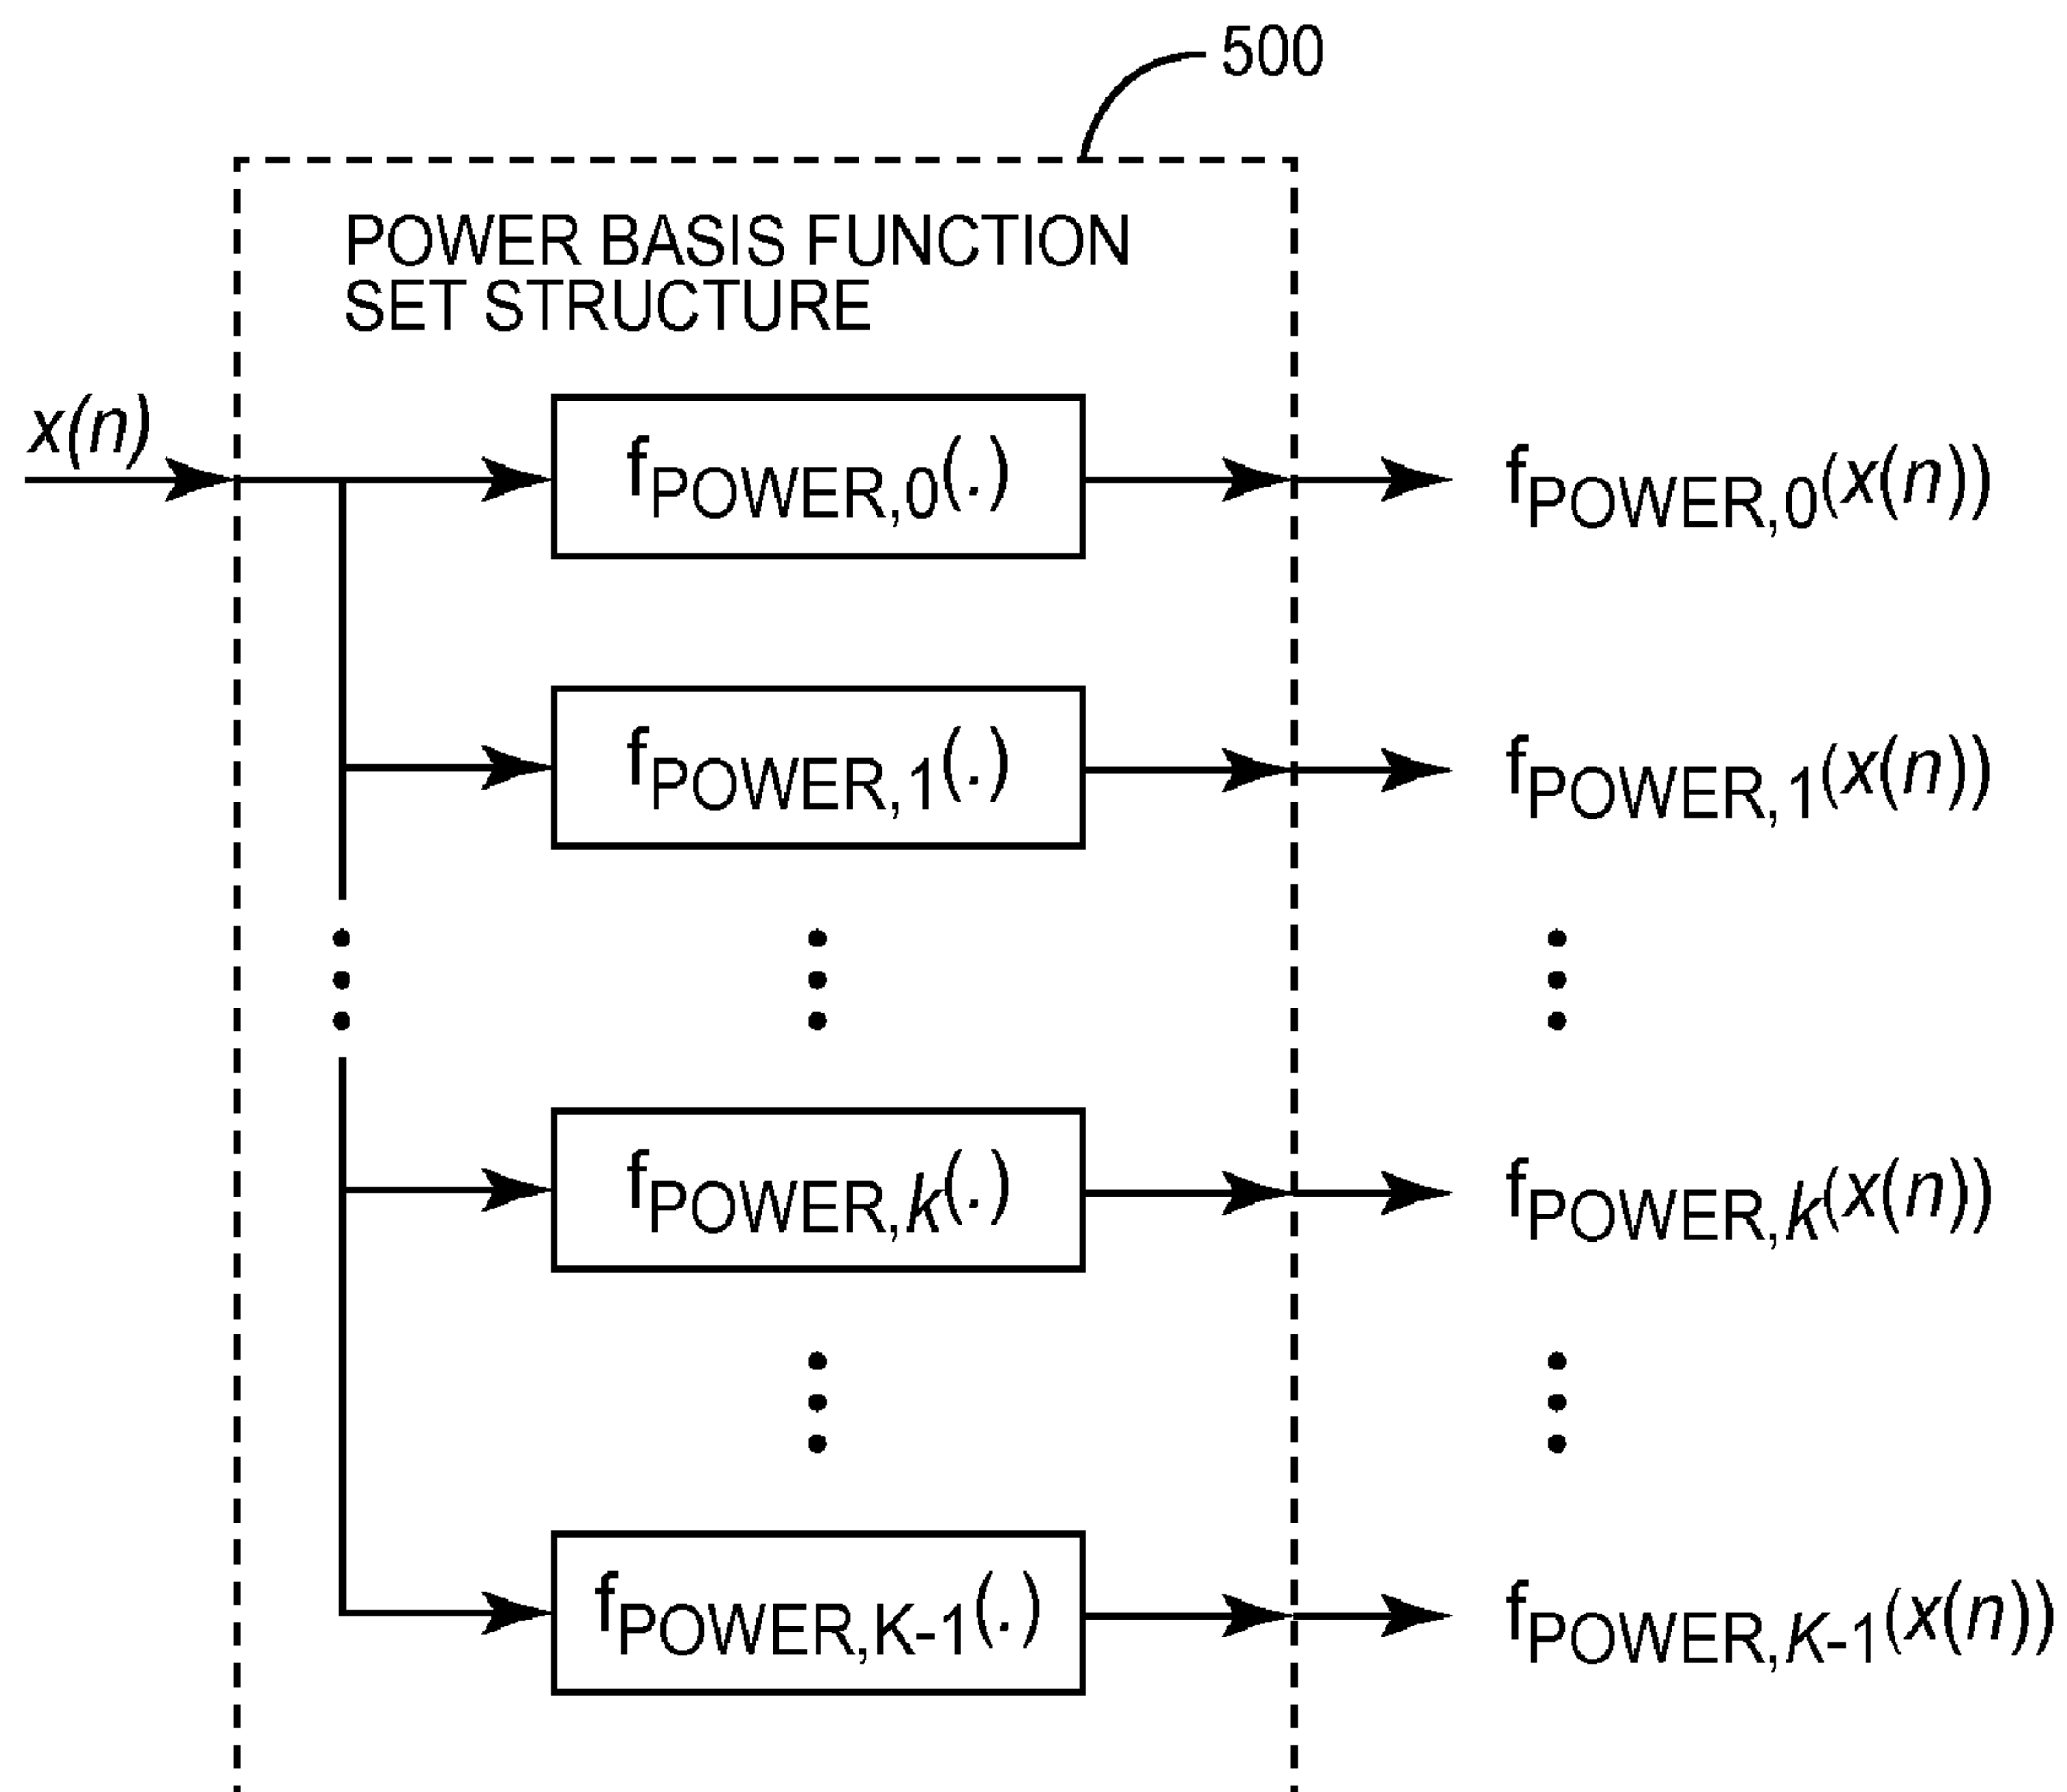 500
POWER BASIS FUNCTION
SET STRUCTURE
x(n)
fPOWER,0(.)
fPOWER,0(x(n))
fPOWER,1(.)
fPOWER,1(x(n))
fPOWER,k(.)
fPOWER,k(x(n))
fPOWER,K-1(.)
fPOWER,K-1(x(n))